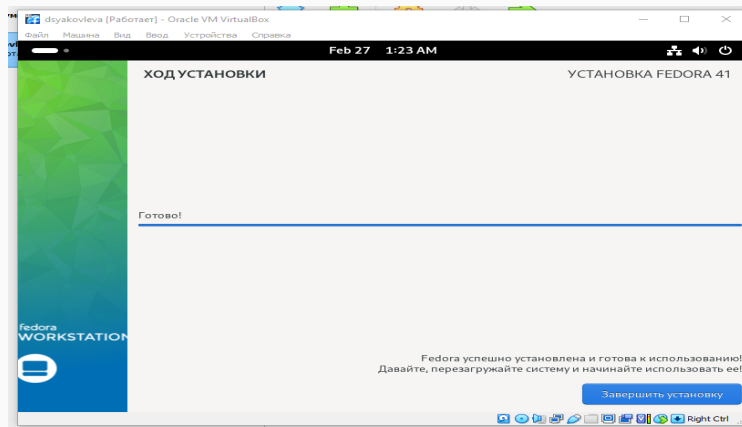 dsyakovleva [Работает] - Oracle VM VirtualBox
Файл Машина Вид Ввод Устройства Справка
Feb 27 1:23 AM
ХОД УСТАНОВКИ
УСТАНОВКА FEDORA 41
Готово!
fedora
WORKSTATION
Fedora успешно установлена и готова к использованию!
Давайте, перезагружайте систему и начинайте использовать ее!
Завершить установку
Right Ctrl